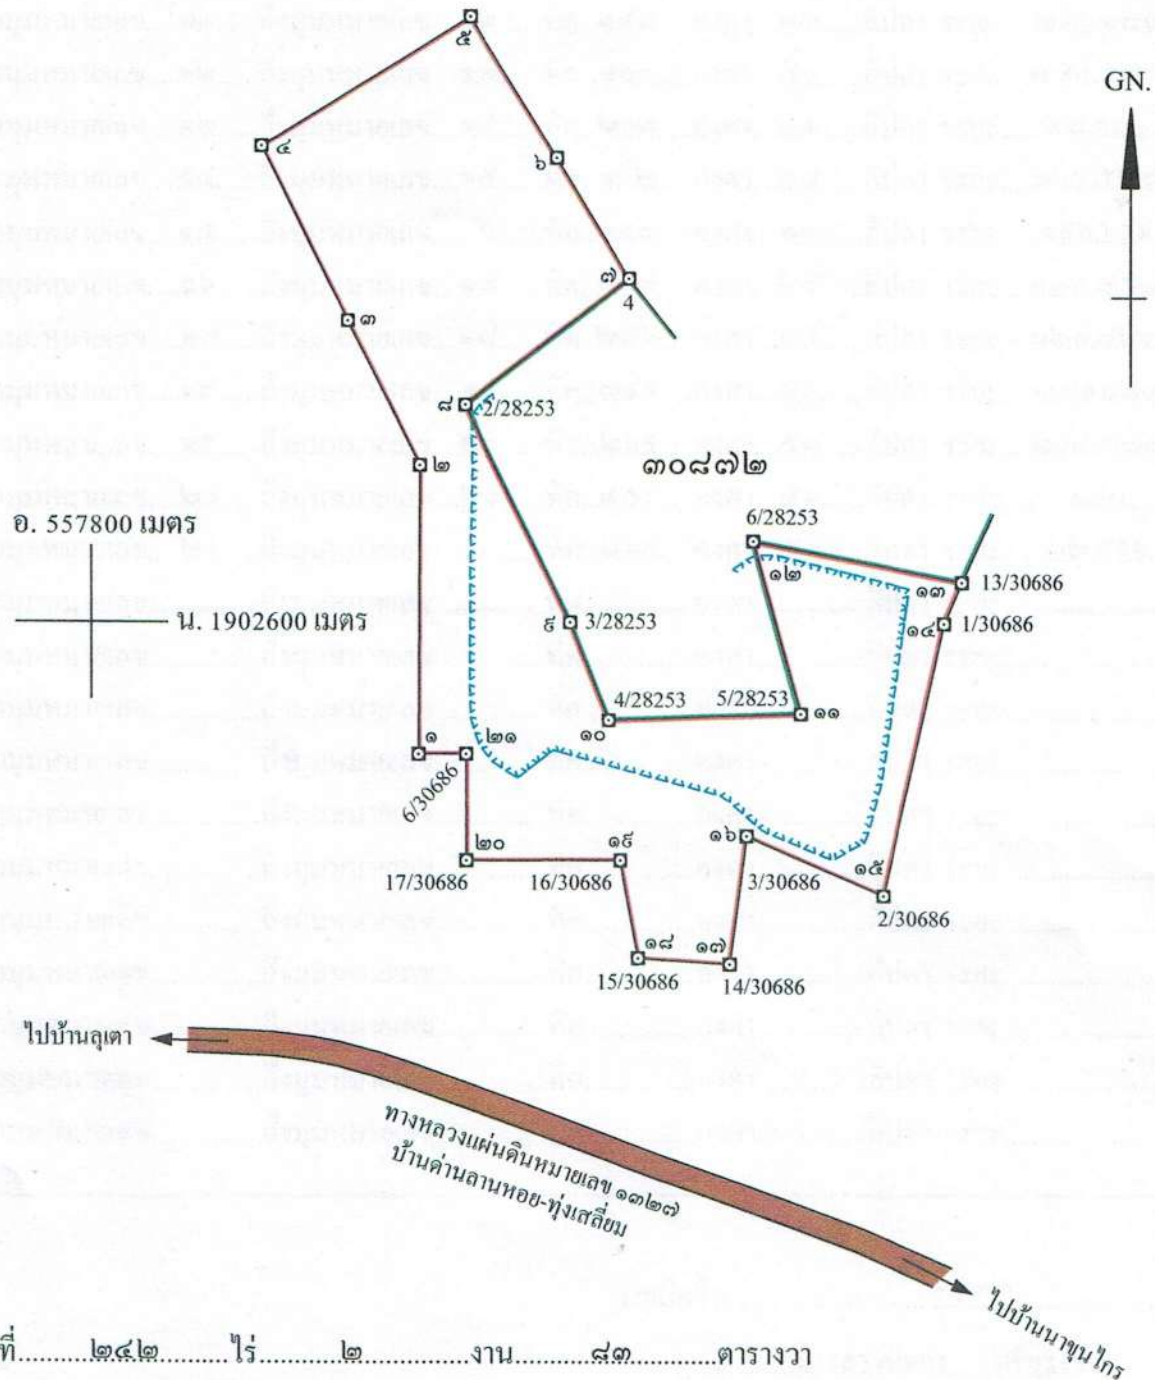 ๕
GN.
๔
๖
๗
4
๓
๘ 2/28253
๓๐๘๗๒
๒
6/28253
อ. 557800 เมตร
๑๒
๑๓ 13/30686
น. 1902600 เมตร
๙ 3/28253
๑๔ 1/30686
4/28253 5/28253
๑๐ ๑๑
๑ ๒๑
6/30686
๑๖
๒๐ ๑๙
17/30686 16/30686 3/30686 ๑๕
2/30686
๑๘ ๑๗
15/30686 14/30686
ไปบ้านลุเตา
ทางหลวงแผ่นดินหมายเลข ๑๓๒๗
บ้านด่านลานหอย-ทุ่งเสลี่ยม
ไปบ้านนาขุนไกร
ที่ ๒๔๒ ไร่ ๒ งาน ๘๓ ตารางวา